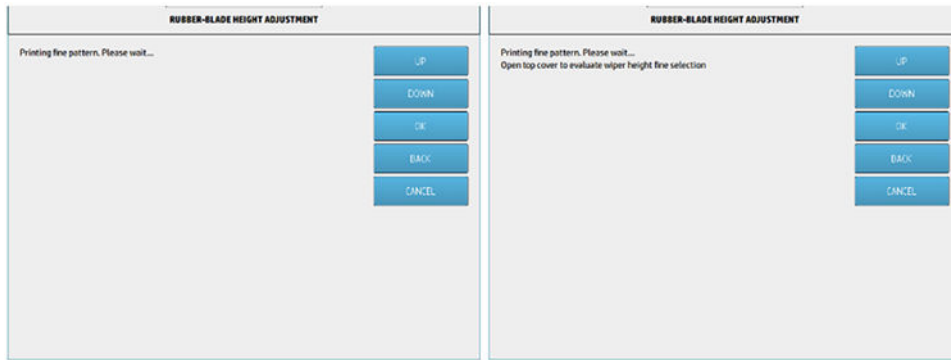 RUBBER-BLADE HEIGHT ADJUSTMENT
Printing fine pattern. Please wait...
UP
DOWN
OK
BACK
CANCEL
RUBBER-BLADE HEIGHT ADJUSTMENT
Printing fine pattern. Please wait...
Open top cover to evaluate wiper height fine selection
UP
DOWN
OK
BACK
CANCEL